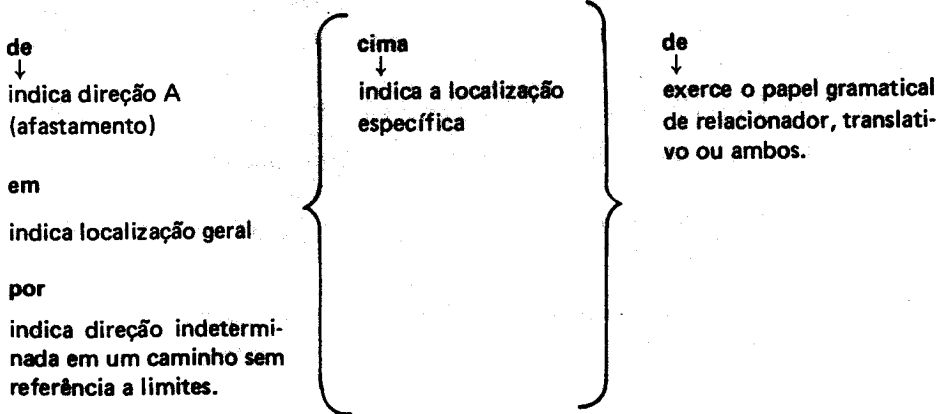 de
↓
indica direção A
(afastamento)
em
indica localização geral
por
indica direção indetermi-
nada em um caminho sem
referência a limites.
cima
↓
indica a localização
específica
de
↓
exerce o papel gramatical
de relacionador, translati-
vo ou ambos.